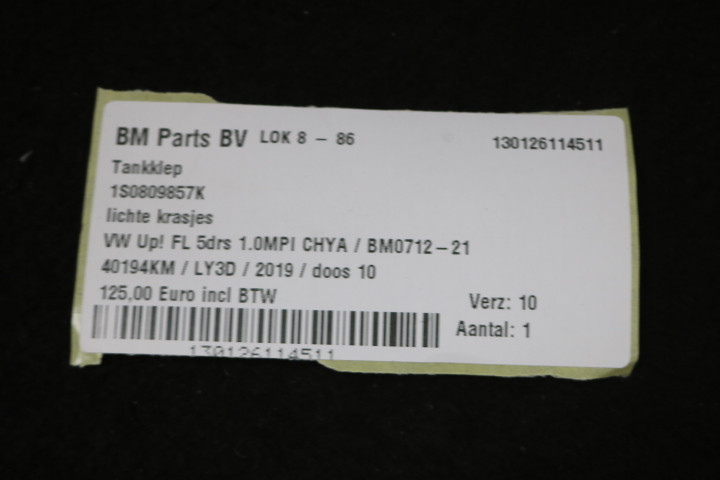 BM Parts BV LOK 8 - 86 130126114511
Tankklep
1S0809857K
lichte krasjes
VW Up! FL 5drs 1.0MPI CHYA / BM0712-21
40194KM / LY3D / 2019 / doos 10
125,00 Euro incl BTW
Verz: 10
Aantal: 1
130126114511